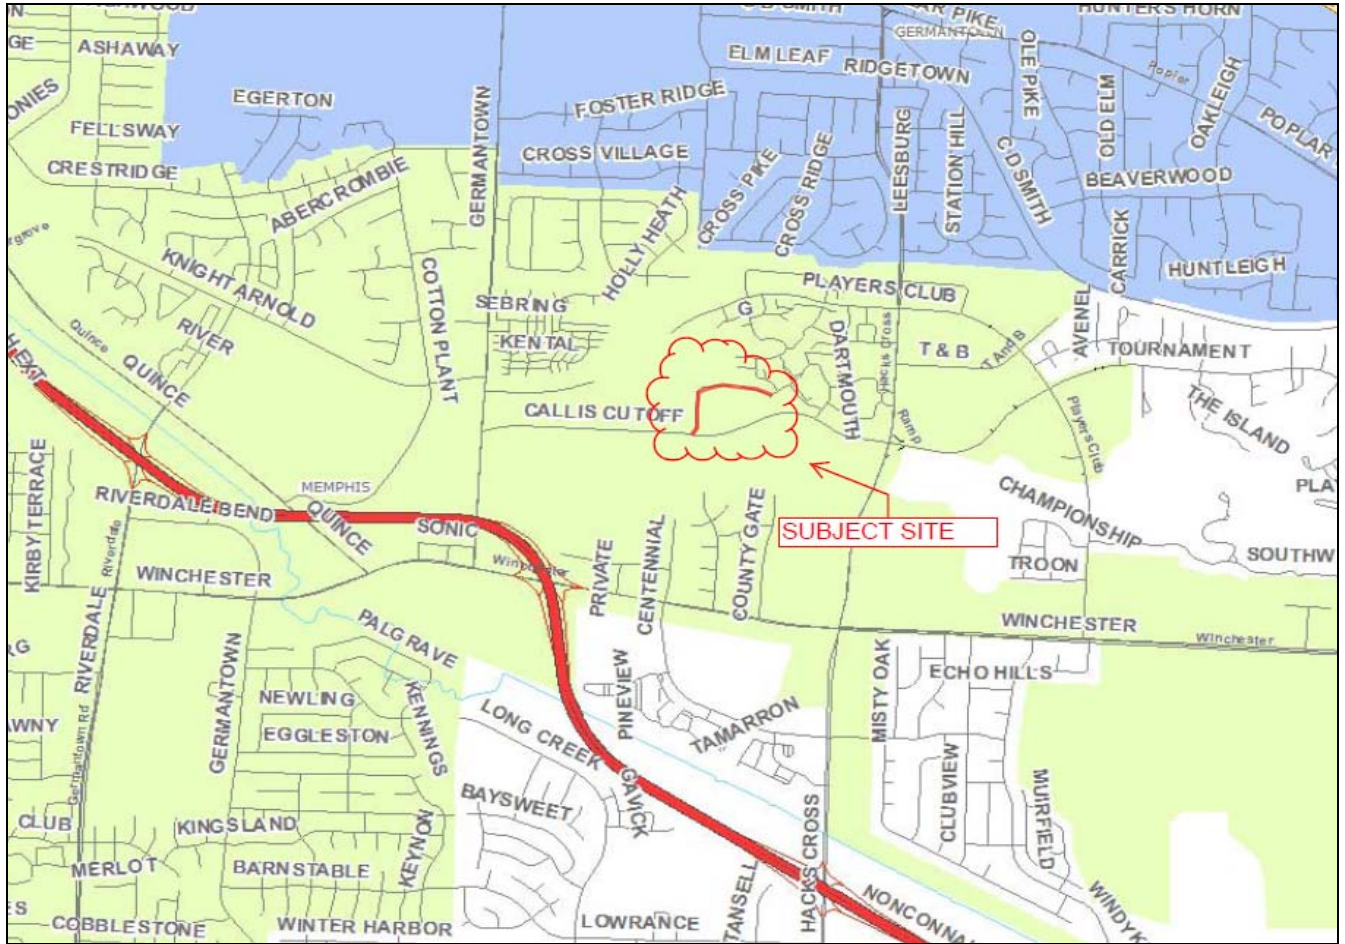 ASHAWAY
EGERTON
FELLSWAY
CRESTRIDGE
ABERCROMBIE
GERMANTOWN
FOSTER RIDGE
CROSS VILLAGE
ELM LEAF
RIDGETOWN
GERMANTOWN
HUNTERS HORN
OLE PIKE
Poplar
OLD ELM
OAKLEIGH
LEESBURG
STATION HILL
C D SMITH
BEAVERWOOD
CROSS PIKE
CROSS RIDGE
HOLLY HEATH
CARRICK
HUNTLEIGH
KNIGHT ARNOLD
COTTON PLANT
SEBRING
KENTAL
PLAYERS CLUB
G
DARTMOUTH
Hacks Cross
T & B
T And B
AVENEL
TOURNAMENT
RIVER
Quince
QUINCE
CALLIS CUTOFF
Ramp
Players Club
THE ISLAND
KIRBY TERRACE
RIVERDALE BEND
MEMPHIS
QUINCE
SONIC
SUBJECT SITE
CHAMPIONSHIP
TROON
Riverdale
WINCHESTER
Winchester
PRIVATE
CENTENNIAL
COUNTY GATE
WINCHESTER
Winchester
RIVERDALE
PALGRAVE
MISTY OAK
ECHO HILLS
GERMANTOWN
NEWLING
KENNINGS
EGGLESTON
PINEVIEW
LONG CREEK
TAMARRON
Germantown Rd
GAVICK
BAYSWEET
CLUBVIEW
MUIRFIELD
CLUB
KINGSLAND
KEYNON
MERLOT
BARNSTABLE
HACKS CROSS
TANSELL
COBBLESTONE
WINTER HARBOR
LOWRANCE